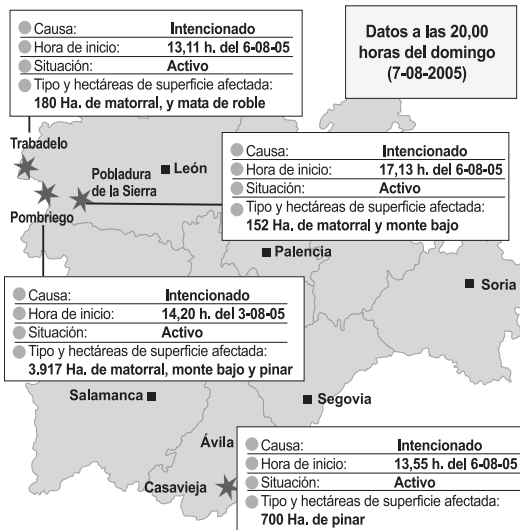 Causa: Intencionado
Hora de inicio: 13,11 h. del 6-08-05
Situación: Activo
Tipo y hectáreas de superficie afectada:
180 Ha. de matorral, y mata de roble
Datos a las 20,00
horas del domingo
(7-08-2005)
Trabadelo
León
Pobladura
de la Sierra
Pombriego
Causa: Intencionado
Hora de inicio: 17,13 h. del 6-08-05
Situación: Activo
Tipo y hectáreas de superficie afectada:
152 Ha. de matorral y monte bajo
Palencia
Soria
Causa: Intencionado
Hora de inicio: 14,20 h. del 3-08-05
Situación: Activo
Tipo y hectáreas de superficie afectada:
3.917 Ha. de matorral, monte bajo y pinar
Salamanca
Segovia
Ávila
Casavieja
Causa: Intencionado
Hora de inicio: 13,55 h. del 6-08-05
Situación: Activo
Tipo y hectáreas de superficie afectada:
700 Ha. de pinar